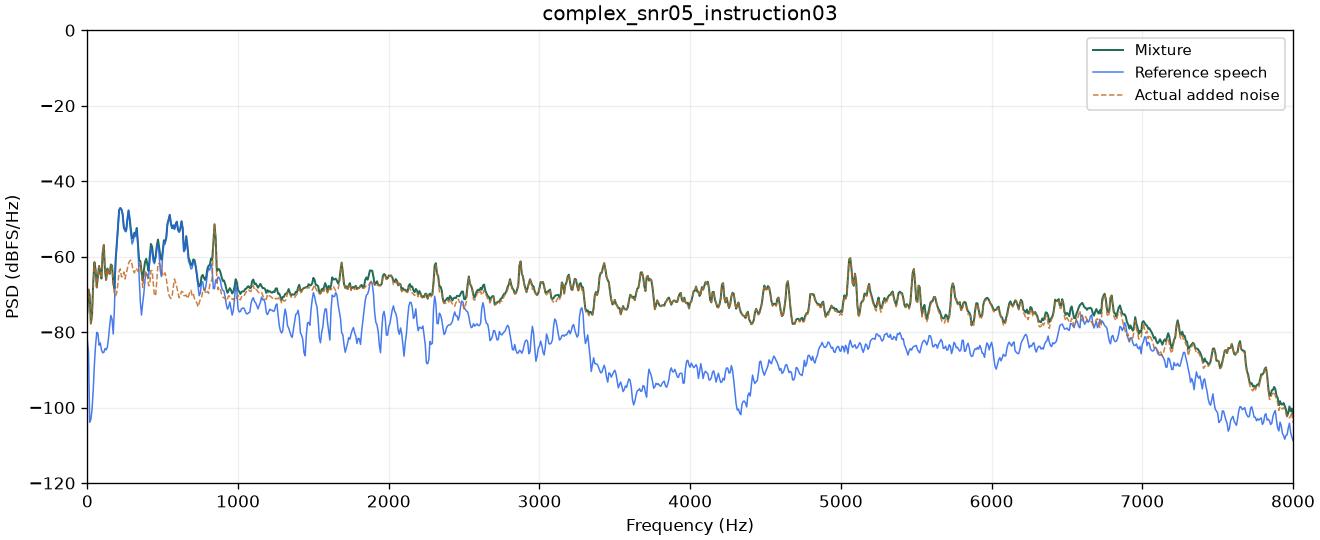 complex_snr05_instruction03
0
−20
−40
−60
−80
−100
−120
PSD (dBFS/Hz)
Mixture
Reference speech
Actual added noise
0 1000 2000 3000 4000 5000 6000 7000 8000
Frequency (Hz)